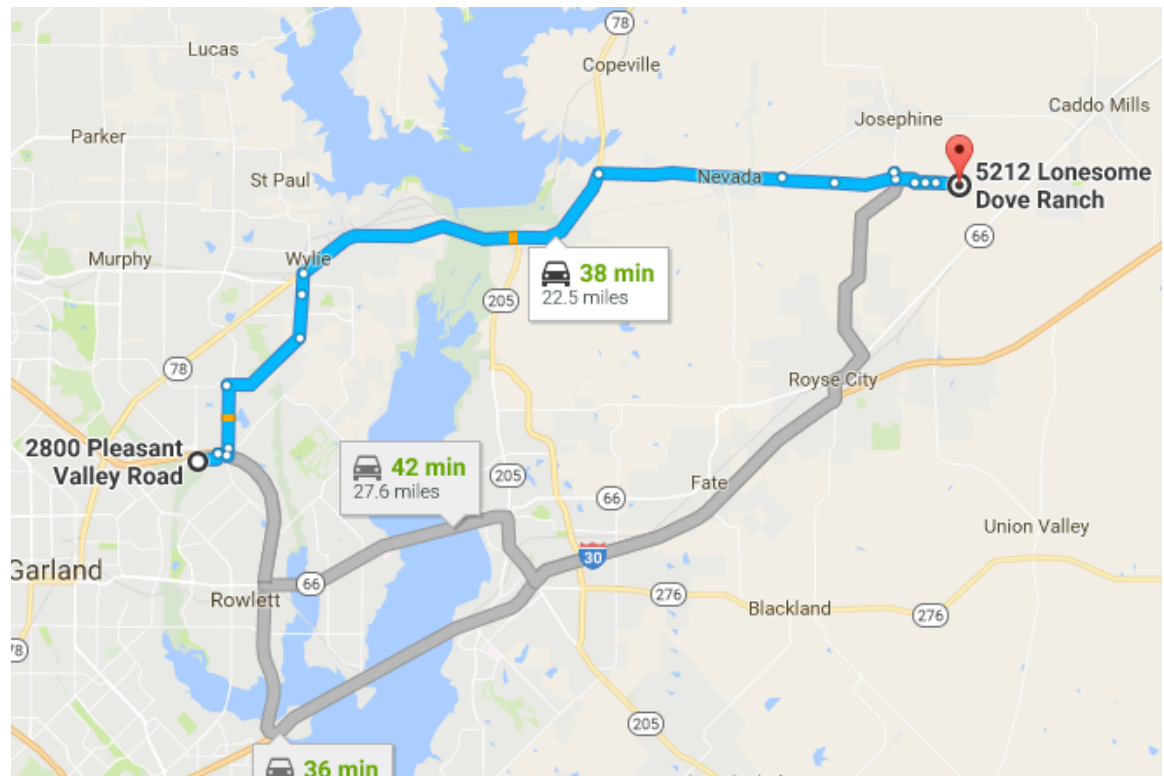 78
Lucas
Copeville
Caddo Mills
Josephine
Parker
St Paul
Nevada
5212 Lonesome
Dove Ranch
66
Murphy
Wylie
38 min
22.5 miles
205
78
Royse City
2800 Pleasant
Valley Road
42 min
27.6 miles
205
66
Fate
Union Valley
30
Garland
66
Rowlett
276
Blackland
276
78
205
36 min